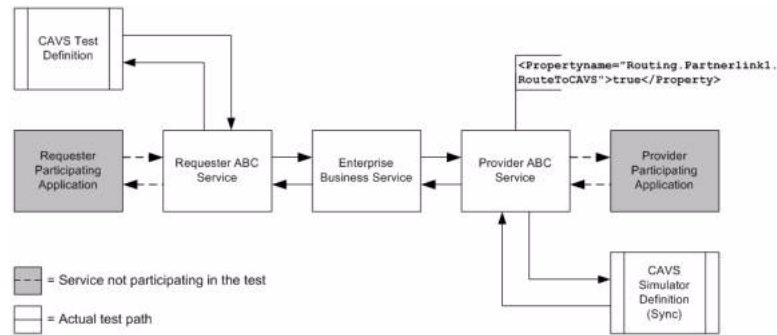 CAVS Test
Definition
<Propertyname="Routing.Partnerlink1.
RouteToCAVS">true</Property>
Requester
Participating
Application
Requester ABC
Service
Enterprise
Business Service
Provider ABC
Service
Provider
Participating
Application
= Service not participating in the test
= Actual test path
CAVS
Simulator
Definition
(Sync)